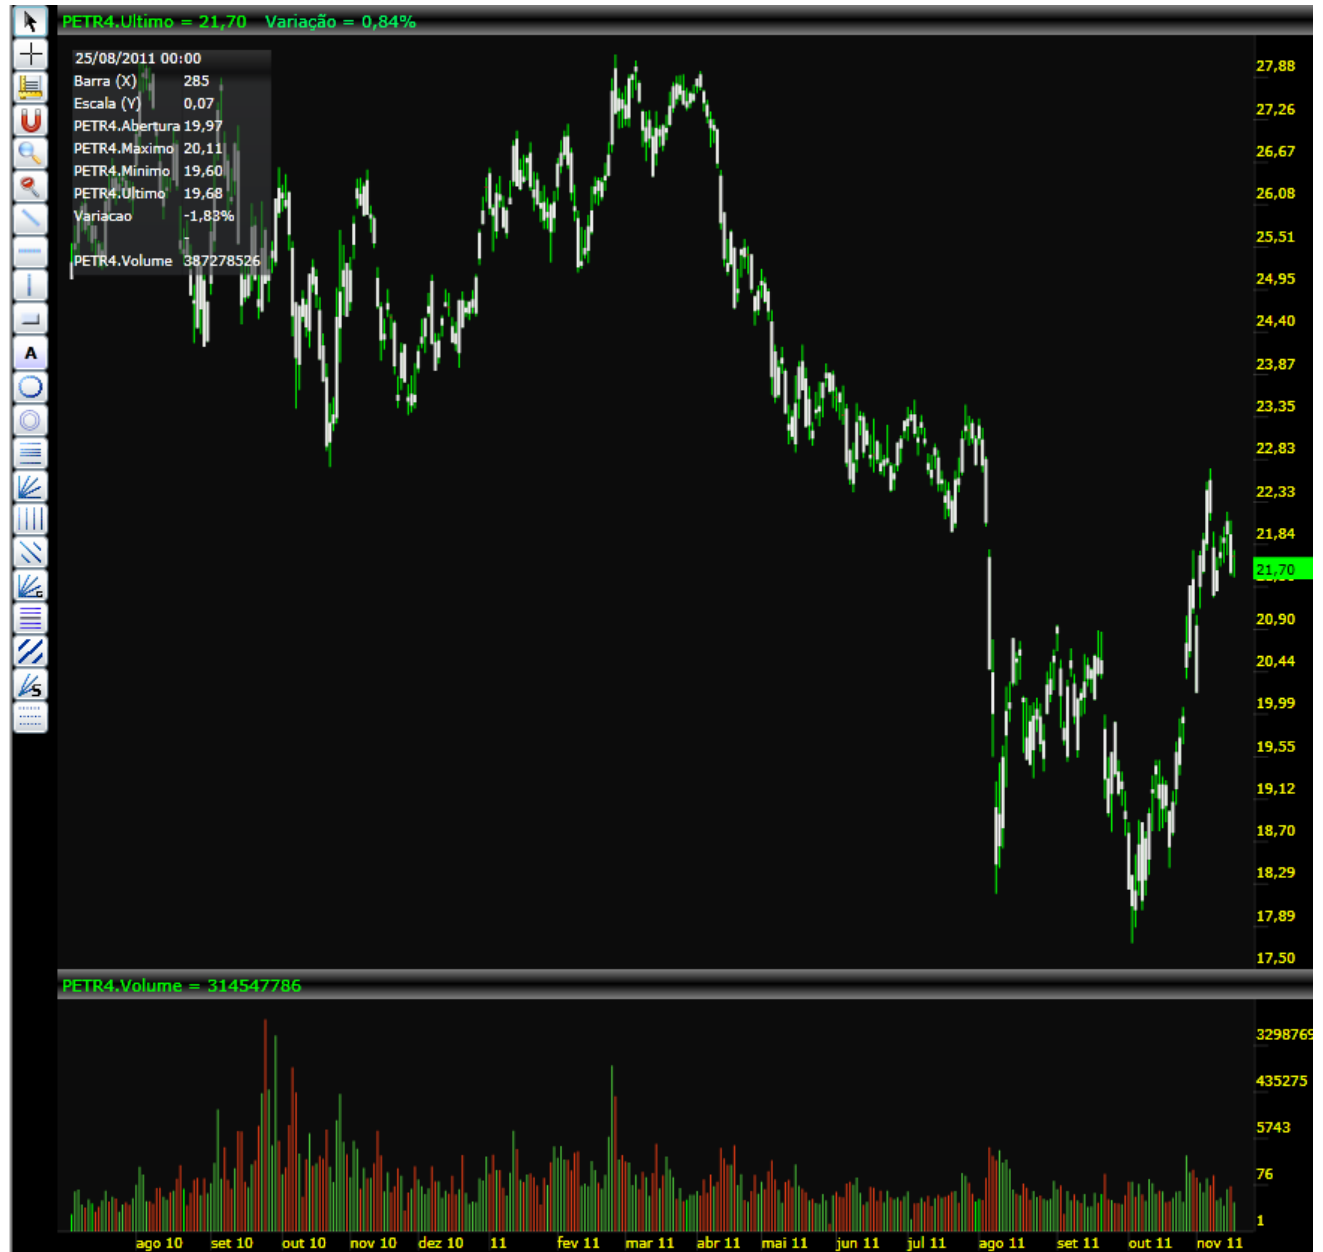 PETR4.Ultimo = 21,70 Variação = 0,84%
25/08/2011 00:00
Barra (X) 285
Escala (Y) 0,07
PETR4.Abertura 19,97
PETR4.Maximo 20,11
PETR4.Minimo 19,60
PETR4.Ultimo 19,68
Variacao -1,83%
-
PETR4.Volume 387278526
27,88
27,26
26,67
26,08
25,51
24,95
24,40
23,87
23,35
22,83
22,33
21,84
21,70
20,90
20,44
19,99
19,55
19,12
18,70
18,29
17,89
17,50
A
G
S
PETR4.Volume = 314547786
3298769
435275
5743
76
1
ago 10 set 10 out 10 nov 10 dez 10 11 fev 11 mar 11 abr 11 mai 11 jun 11 jul 11 ago 11 set 11 out 11 nov 11